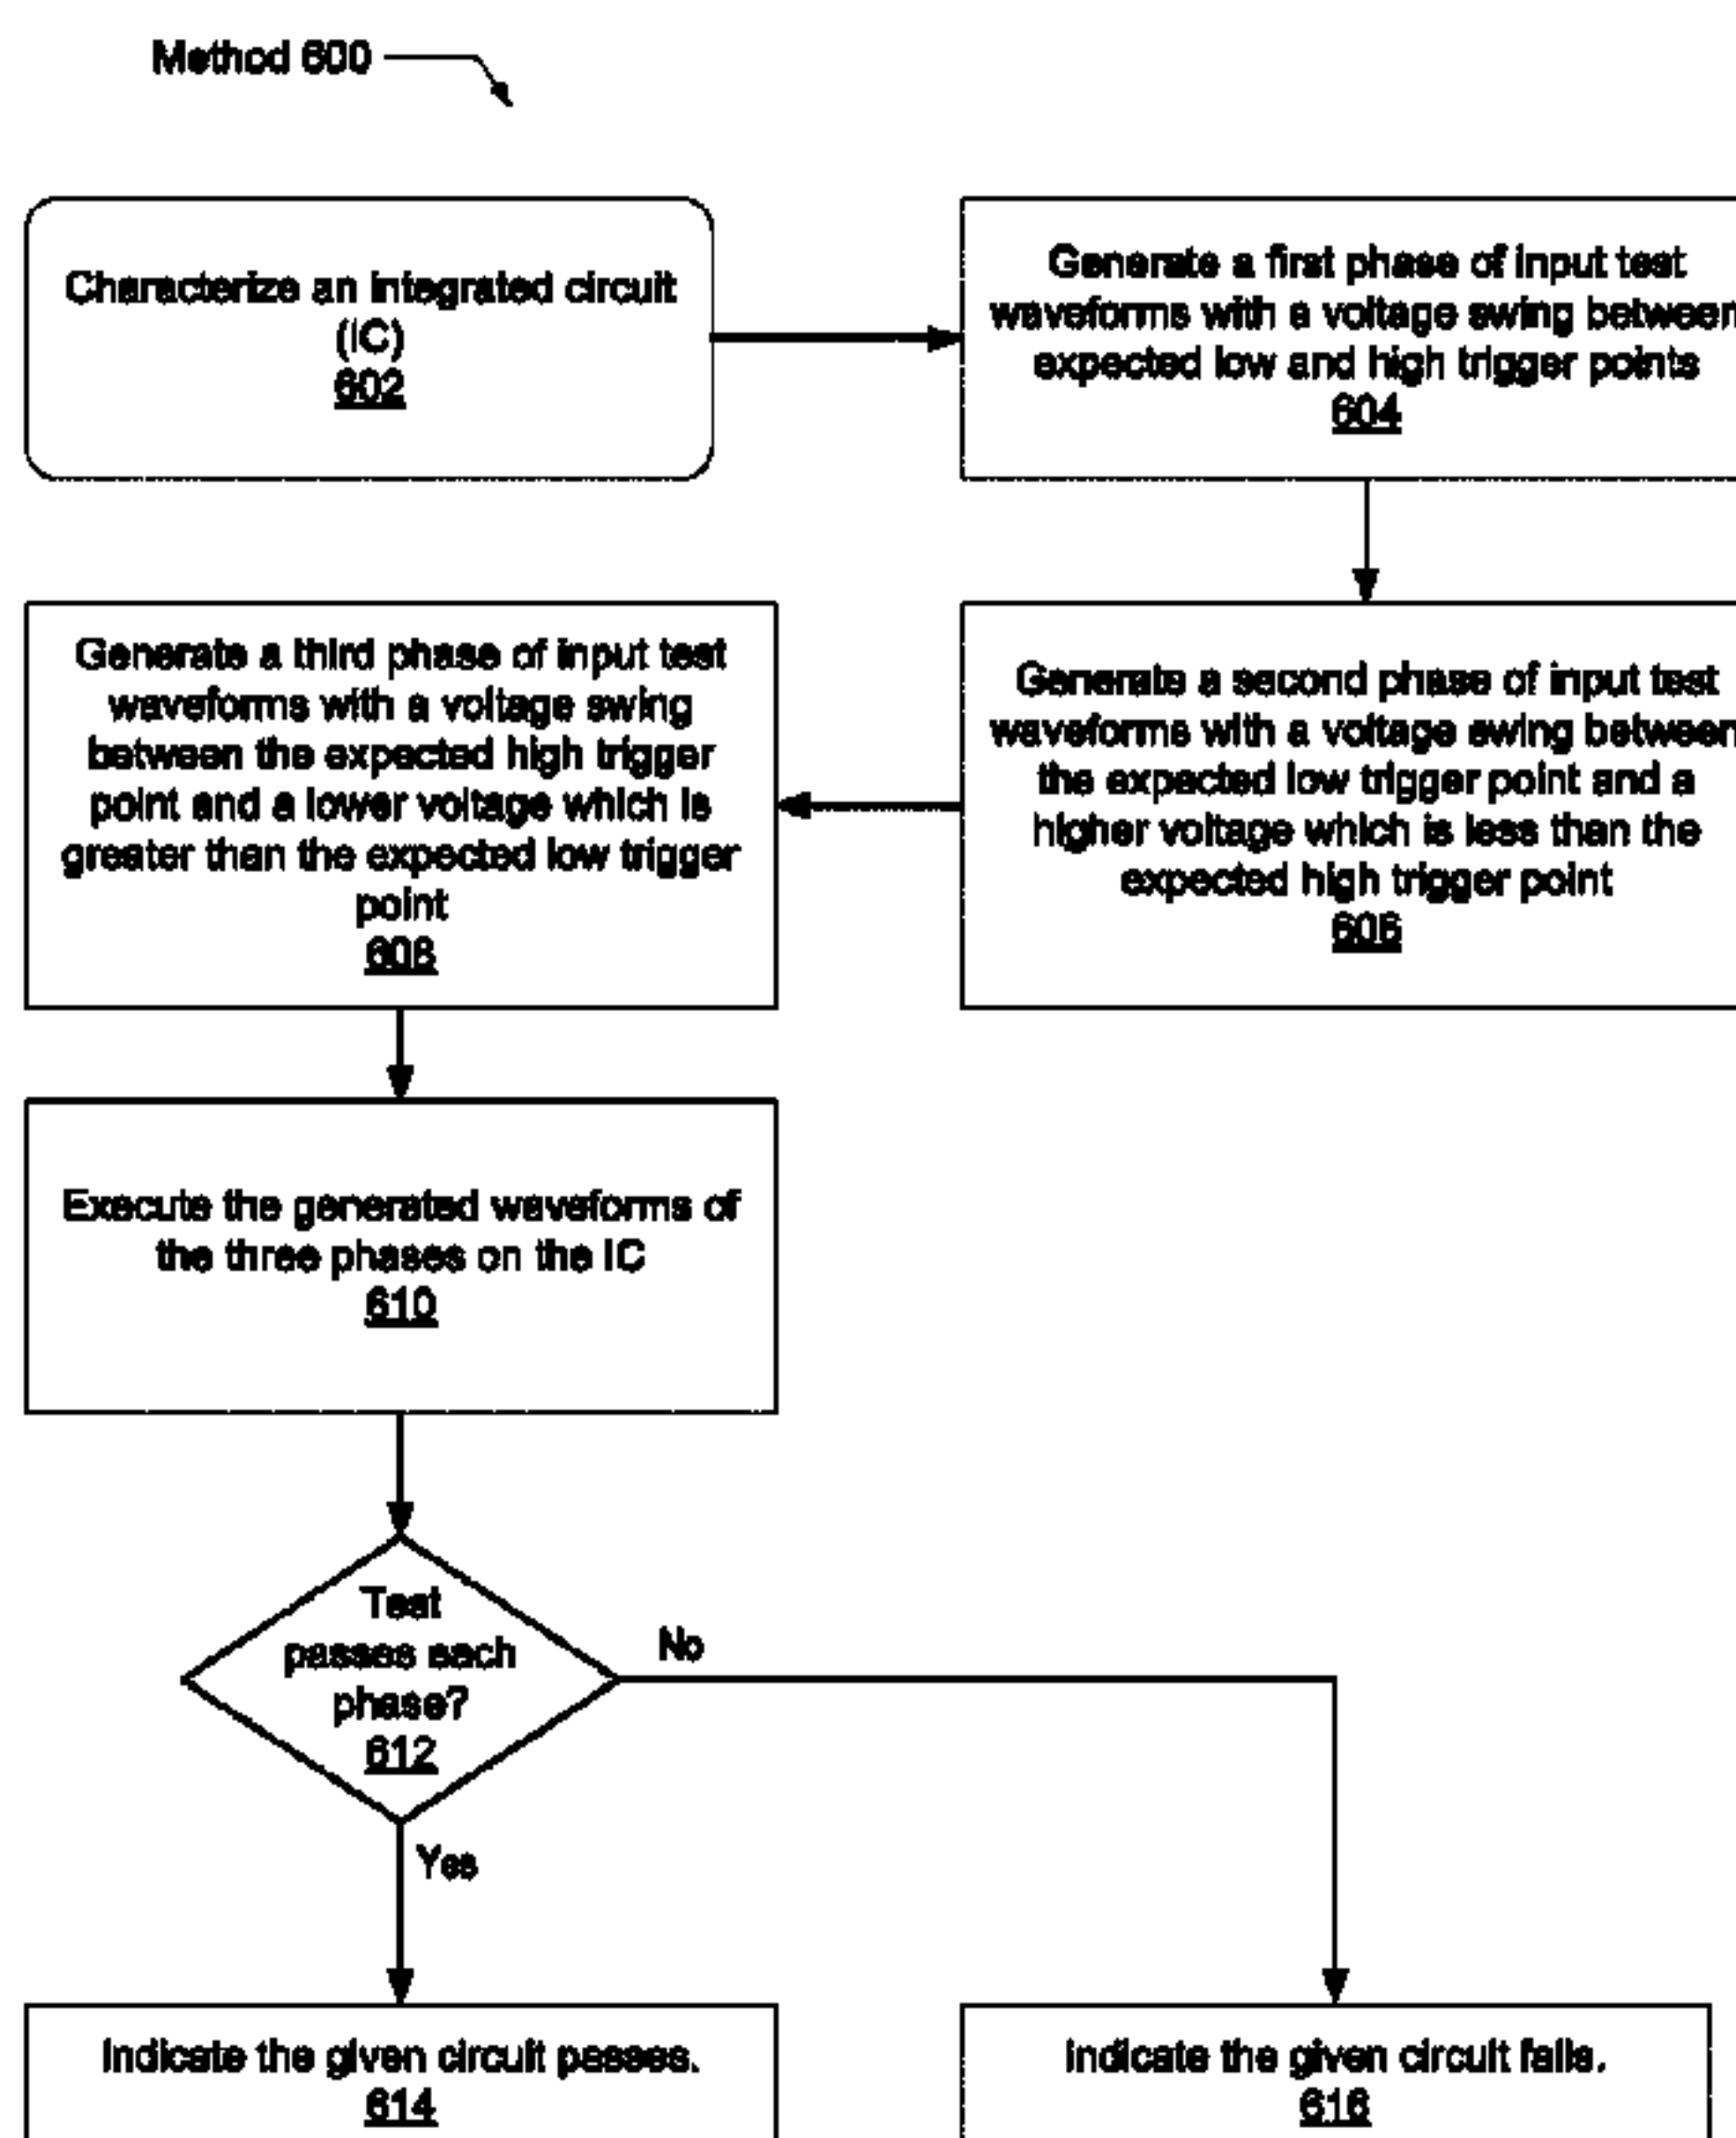 Method 600
Characterize an integrated circuit
(IC)
602
Generate a first phase of input test
waveforms with a voltage swing between
expected low and high trigger points
604
Generate a second phase of input test
waveforms with a voltage swing between
the expected low trigger point and a
higher voltage which is less than the
expected high trigger point
606
Generate a third phase of input test
waveforms with a voltage swing
between the expected high trigger
point and a lower voltage which is
greater than the expected low trigger
point
608
Execute the generated waveforms of
the three phases on the IC
610
Test
passes each
phase?
612
No
Yes
Indicate the given circuit passes.
614
Indicate the given circuit fails.
616